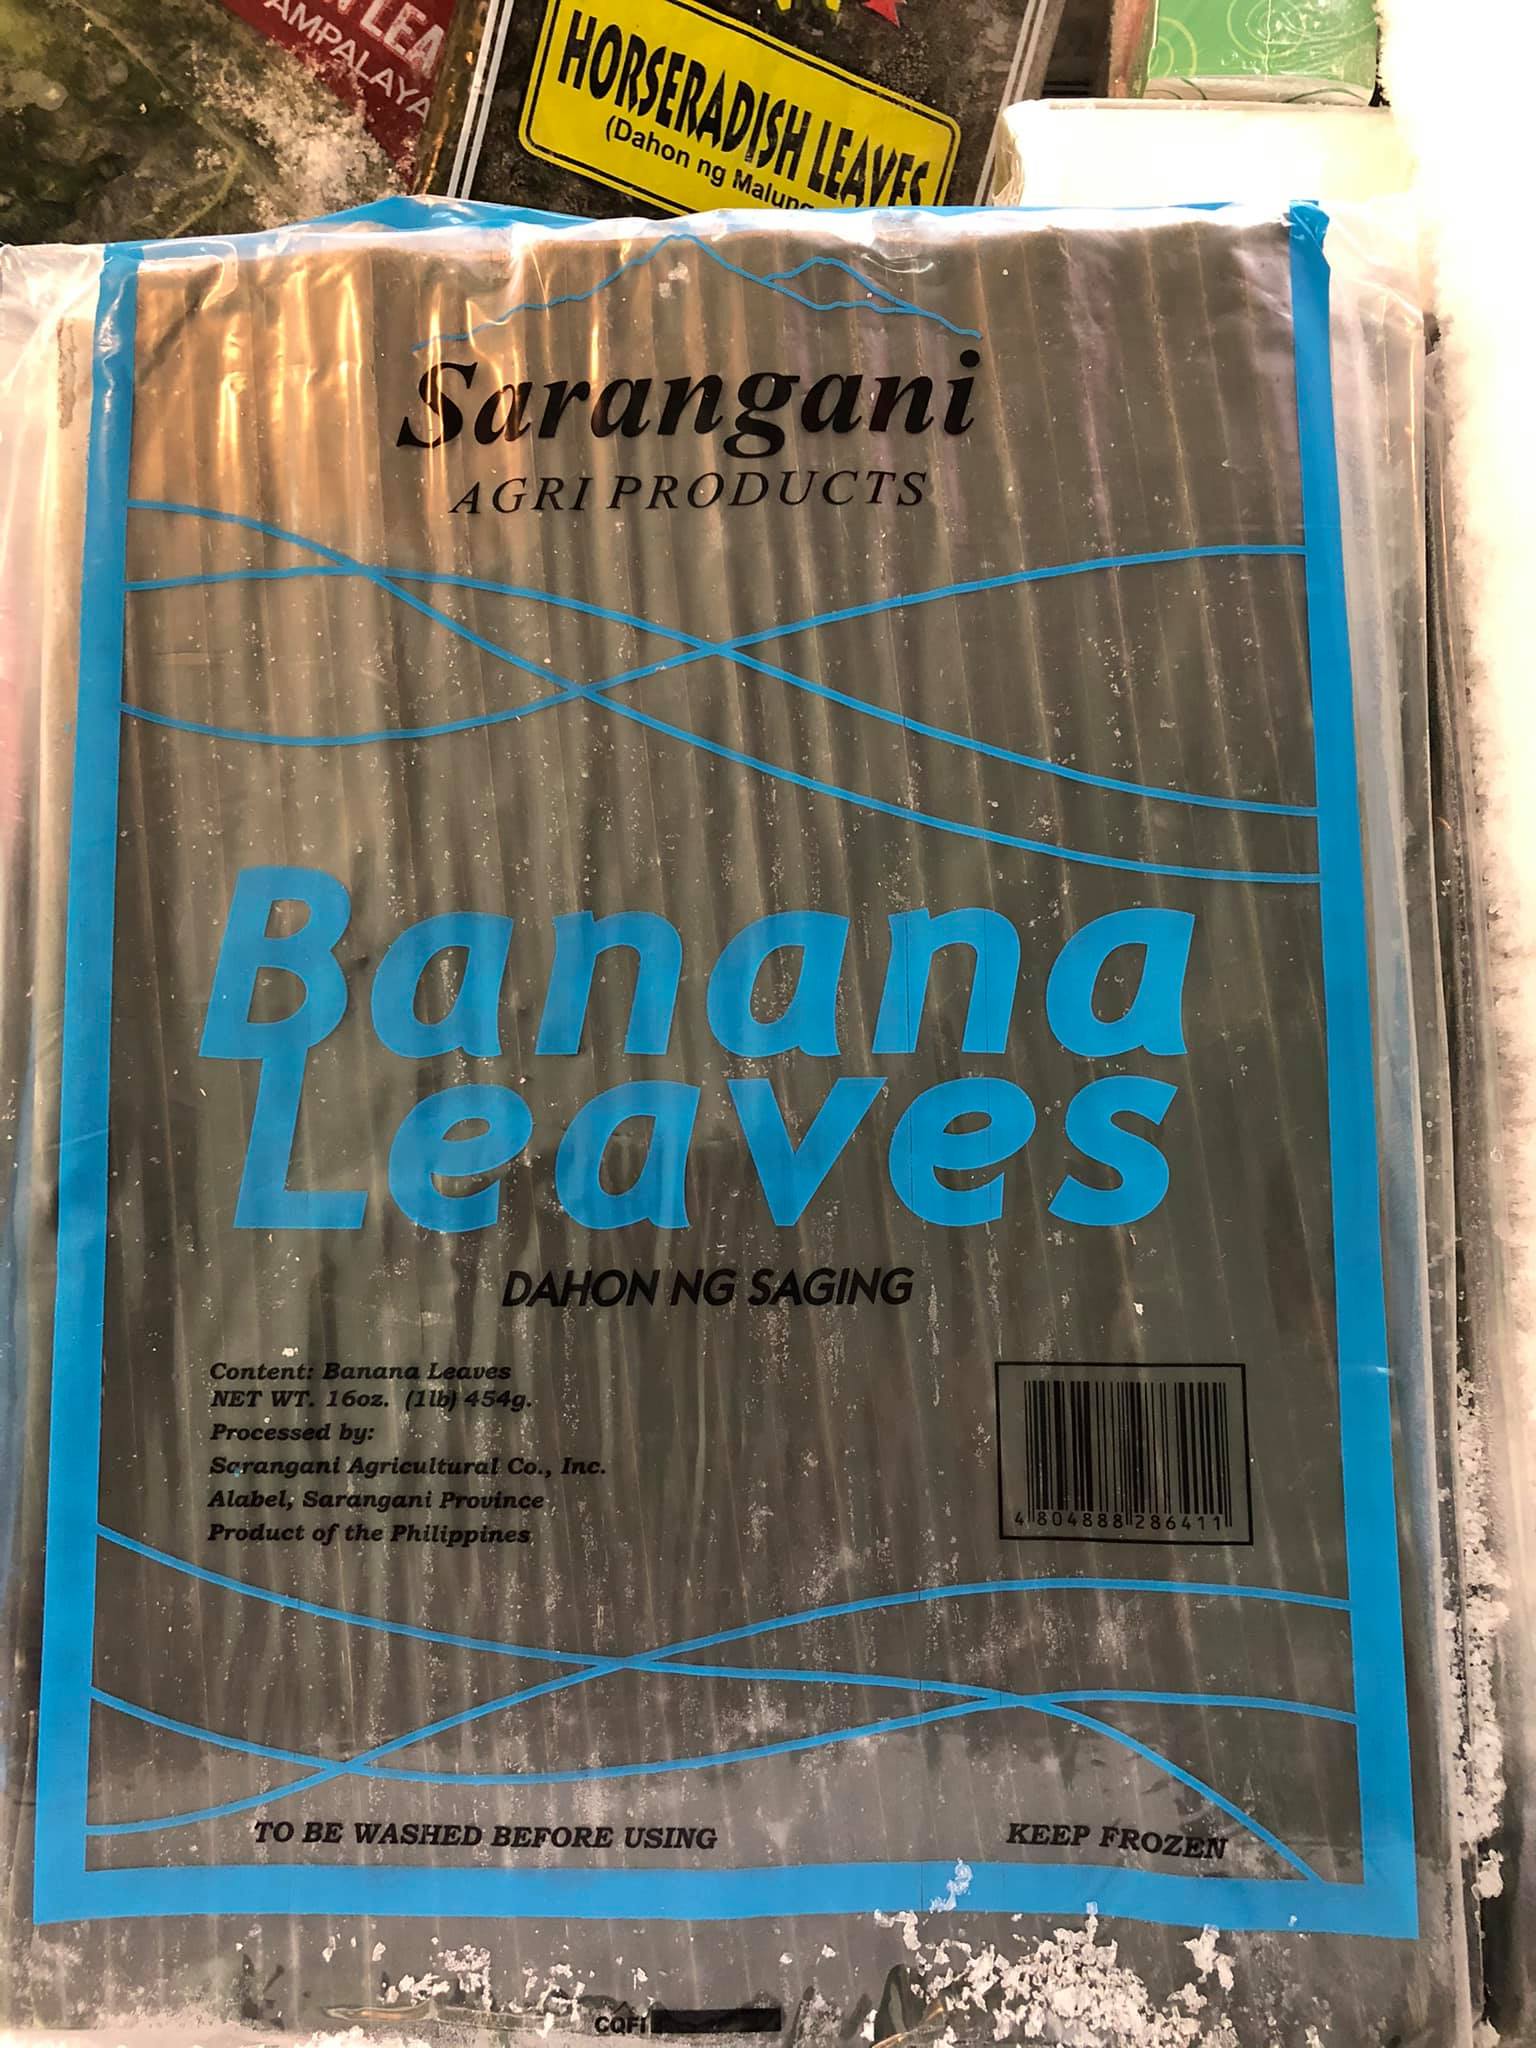 LEA
AMPALAYA
HORSERADISH LEAVES
(Dahon ng Malung
Sarangani
AGRI PRODUCTS
Banana
Leaves
DAHON NG SAGING
Content: Banana Leaves
NET WT. 16oz. (1lb) 454g.
Processed by:
Sarangani Agricultural Co., Inc.
Alabel, Sarangani Province
Product of the Philippines
4 804888 286411
TO BE WASHED BEFORE USING
KEEP FROZEN
CQFI